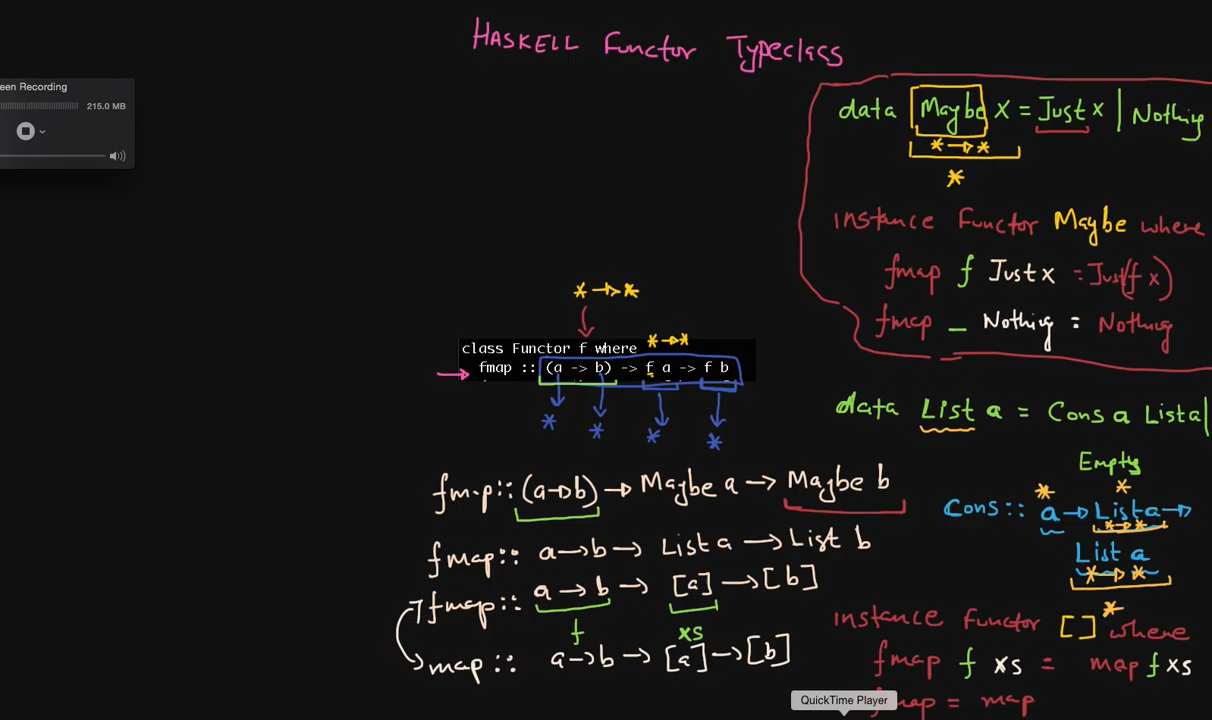 HASKELL Functor Typeclass
een Recording
215.0 MB
data Maybe x = Just x | Nothing
* → *
*
instance Functor Maybe where
fmap f Just x = Just(f x)
fmap _ Nothing = Nothing
* → *
* → *
class Functor f where
fmap :: (a -> b) -> f a -> f b
* * * *
data List a = Cons a List a |
Empty
* *
Cons :: a → List a →
* → *
List a
* → *
fmap :: (a → b) → Maybe a → Maybe b
fmap :: a → b → List a → List b
fmap :: a → b → [a] → [b]
f xs
map :: a → b → [a] → [b]
*
instance Functor [] where
fmap f xs = map f xs
fmap = map
QuickTime Player